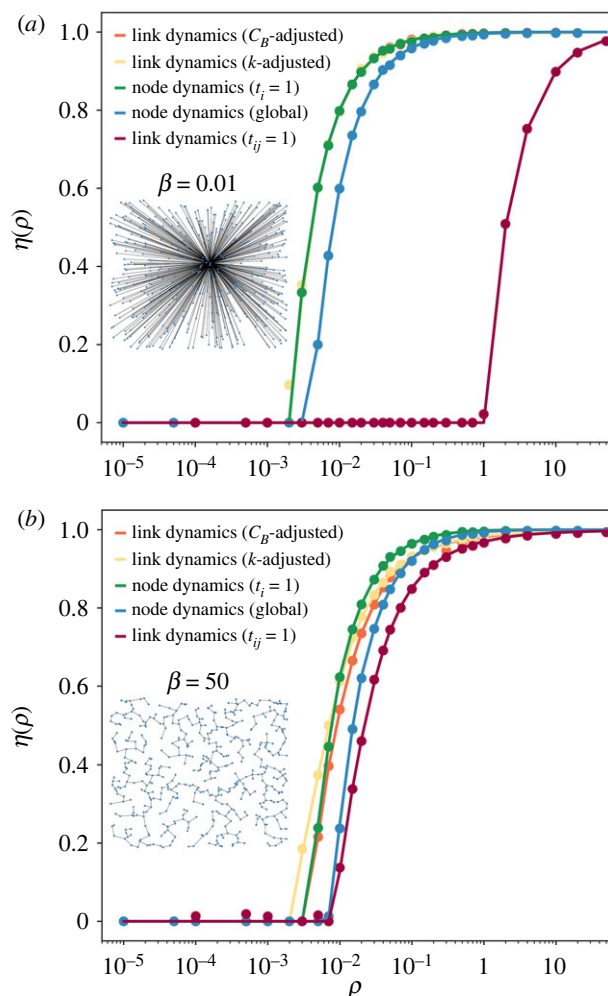 (a)
1.0
0.8
0.6
0.4
0.2
0
η(ρ)
link dynamics (C_B-adjusted)
link dynamics (k-adjusted)
node dynamics (t_i = 1)
node dynamics (global)
link dynamics (t_ij = 1)
β = 0.01
10⁻⁵ 10⁻⁴ 10⁻³ 10⁻² 10⁻¹ 1 10
(b)
1.0
0.8
0.6
0.4
0.2
0
η(ρ)
link dynamics (C_B-adjusted)
link dynamics (k-adjusted)
node dynamics (t_i = 1)
node dynamics (global)
link dynamics (t_ij = 1)
β = 50
10⁻⁵ 10⁻⁴ 10⁻³ 10⁻² 10⁻¹ 1 10
ρ